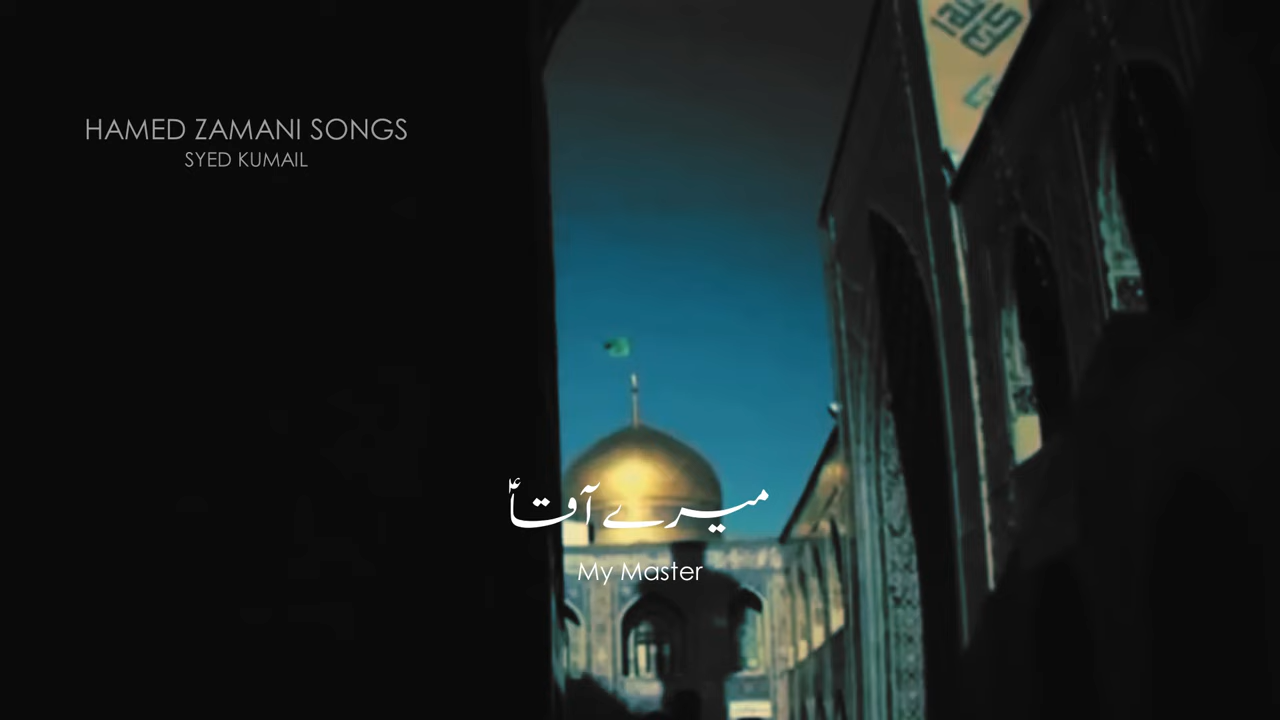 HAMED ZAMANI SONGS
SYED KUMAIL
میرے آقاؑ
My Master